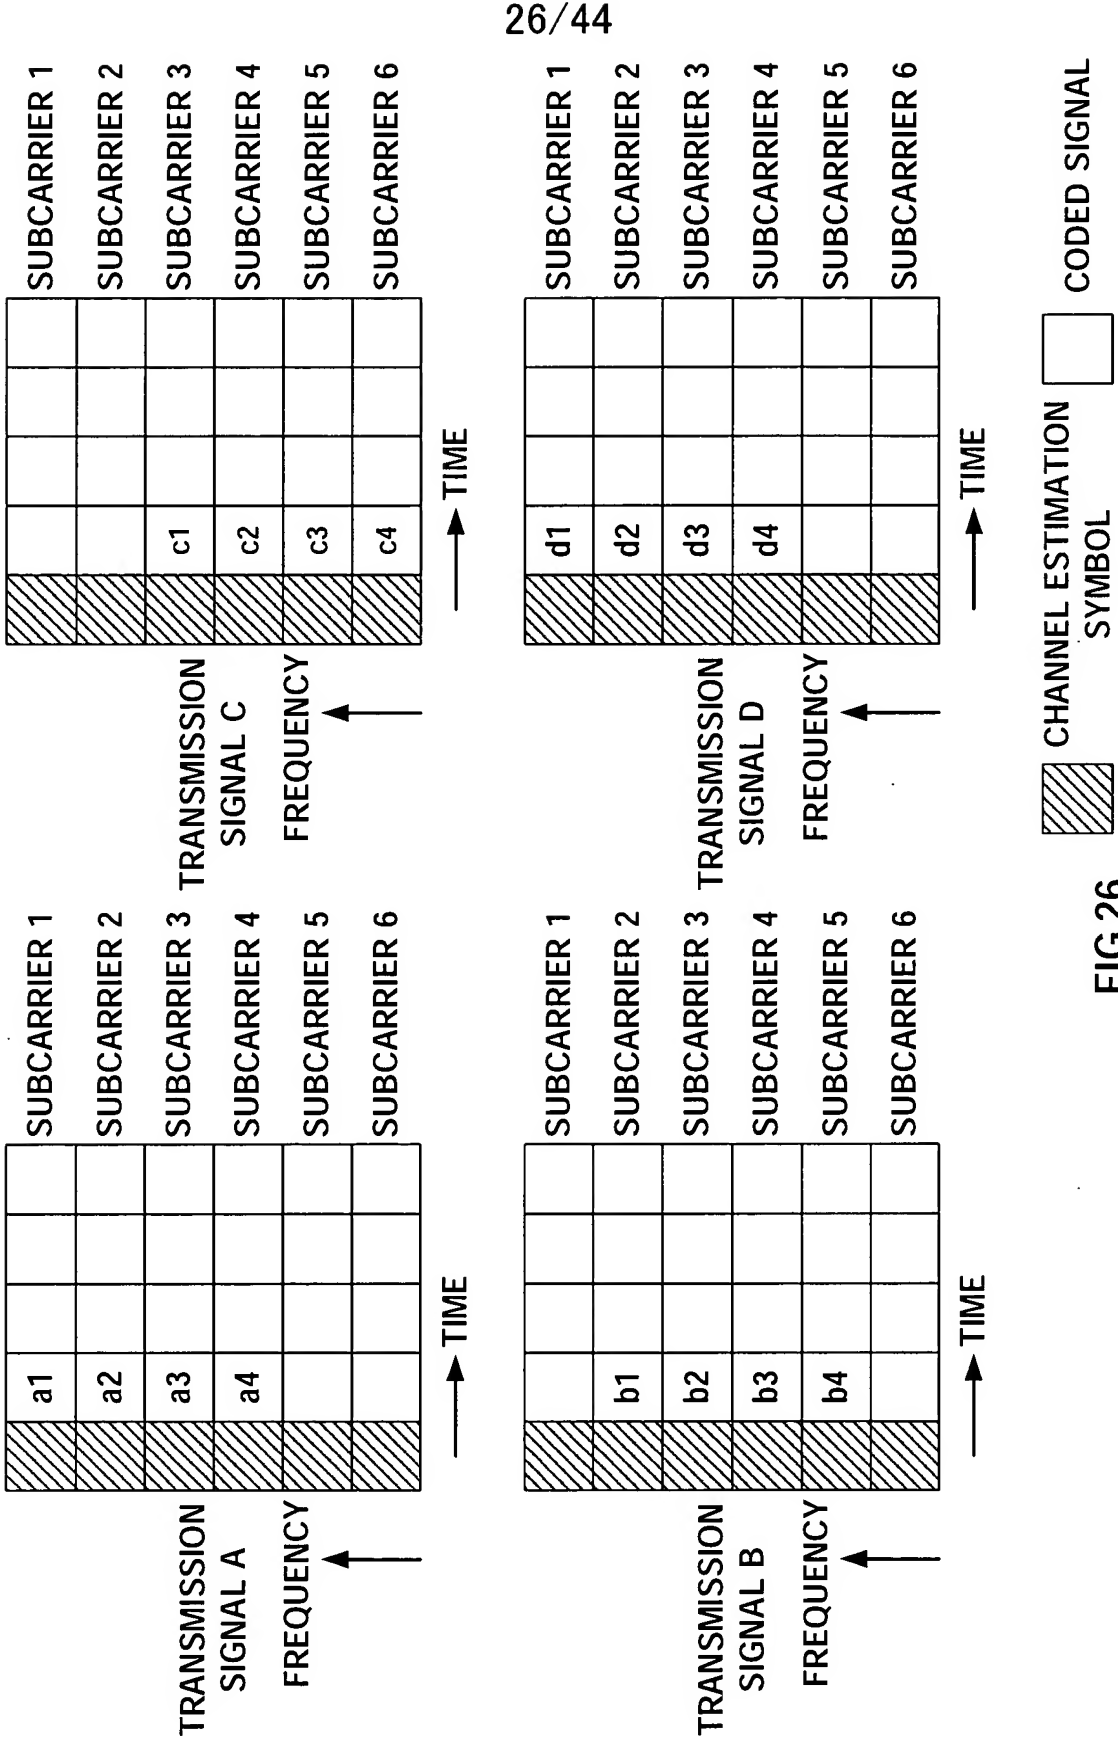 26/44
TRANSMISSION
SIGNAL A
FREQUENCY
a1
a2
a3
a4
SUBCARRIER 1
SUBCARRIER 2
SUBCARRIER 3
SUBCARRIER 4
SUBCARRIER 5
SUBCARRIER 6
TIME
TRANSMISSION
SIGNAL C
FREQUENCY
c1
c2
c3
c4
SUBCARRIER 1
SUBCARRIER 2
SUBCARRIER 3
SUBCARRIER 4
SUBCARRIER 5
SUBCARRIER 6
TIME
TRANSMISSION
SIGNAL B
FREQUENCY
b1
b2
b3
b4
SUBCARRIER 1
SUBCARRIER 2
SUBCARRIER 3
SUBCARRIER 4
SUBCARRIER 5
SUBCARRIER 6
TIME
TRANSMISSION
SIGNAL D
FREQUENCY
d1
d2
d3
d4
SUBCARRIER 1
SUBCARRIER 2
SUBCARRIER 3
SUBCARRIER 4
SUBCARRIER 5
SUBCARRIER 6
TIME
CHANNEL ESTIMATION
SYMBOL
CODED SIGNAL
FIG.26